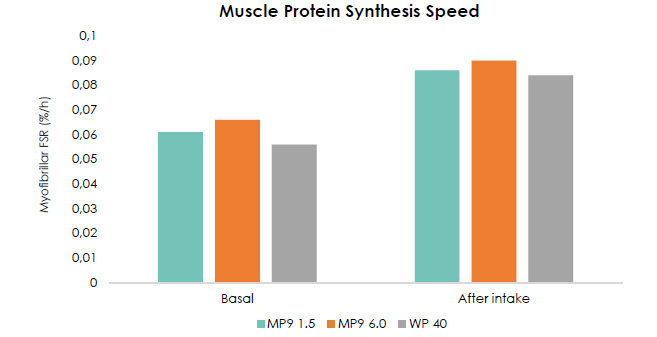 Muscle Protein Synthesis Speed
Myofibrillar FSR (%/h)
0,1
0,09
0,08
0,07
0,06
0,05
0,04
0,03
0,02
0,01
0
Basal
After intake
MP9 1.5 MP9 6.0 WP 40